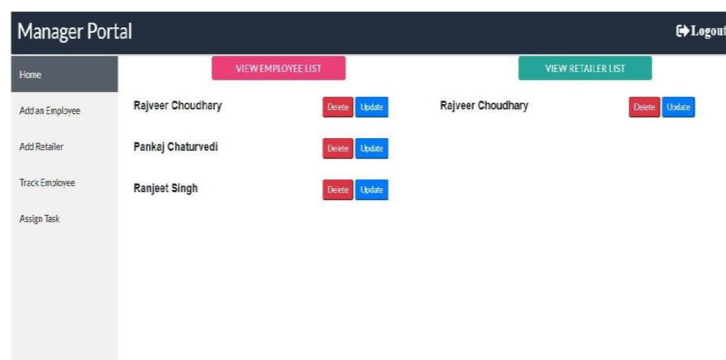 Manager Portal
Logout
Home
Add an Employee
Add Retailer
Track Employee
Assign Task
VIEW EMPLOYEE LIST
Rajveer Choudhary Delete Update
Pankaj Chaturvedi Delete Update
Ranjeet Singh Delete Update
VIEW RETAILER LIST
Rajveer Choudhary Delete Update